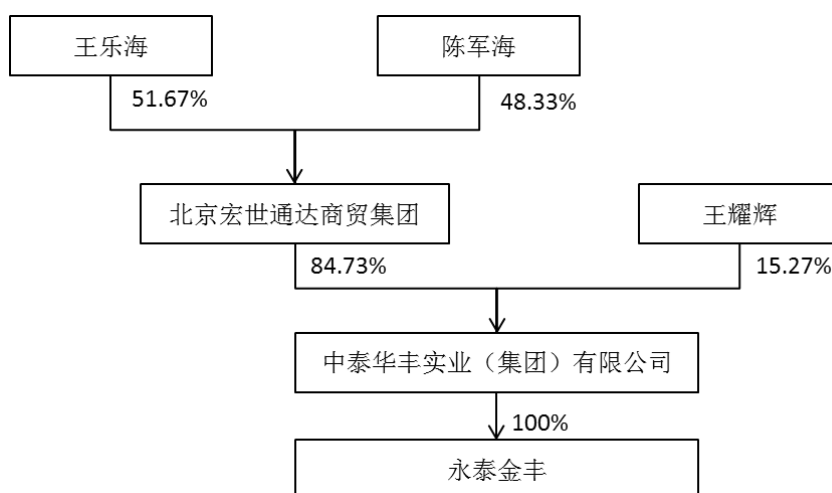 王乐海
陈军海
51.67%
48.33%
北京宏世通达商贸集团
王耀辉
84.73%
15.27%
中泰华丰实业（集团）有限公司
100%
永泰金丰